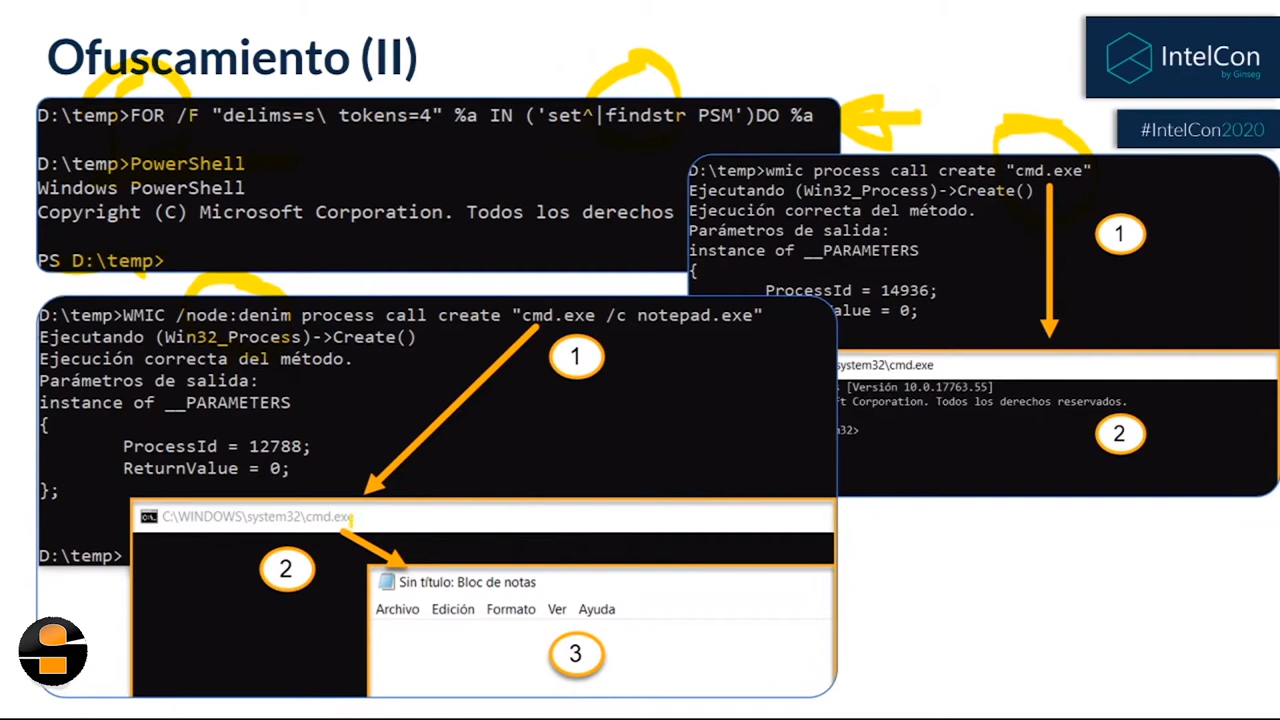 Ofuscamiento (II)
IntelCon
by Ginseg
#IntelCon2020
D:\temp>FOR /F "delims=s\ tokens=4" %a IN ('set^|findstr PSM')DO %a
D:\temp>PowerShell
Windows PowerShell
Copyright (C) Microsoft Corporation. Todos los derechos
PS D:\temp>
D:\temp>wmic process call create "cmd.exe"
Ejecutando (Win32_Process)->Create()
Ejecución correcta del método.
Parámetros de salida:
instance of __PARAMETERS
{
ProcessId = 14936;
alue = 0;
1
system32\cmd.exe
[Versión 10.0.17763.55]
ft Corporation. Todos los derechos reservados.
m32>
2
D:\temp>WMIC /node:denim process call create "cmd.exe /c notepad.exe"
Ejecutando (Win32_Process)->Create()
Ejecución correcta del método.
Parámetros de salida:
instance of __PARAMETERS
{
ProcessId = 12788;
ReturnValue = 0;
};
1
C:\WINDOWS\system32\cmd.exe
D:\temp>
2
Sin título: Bloc de notas
Archivo Edición Formato Ver Ayuda
3